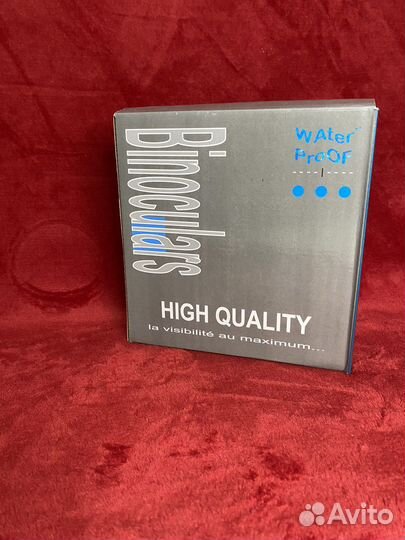 Binoculars
WAter
ProOF
HIGH QUALITY
la visibilité au maximum...
Avito